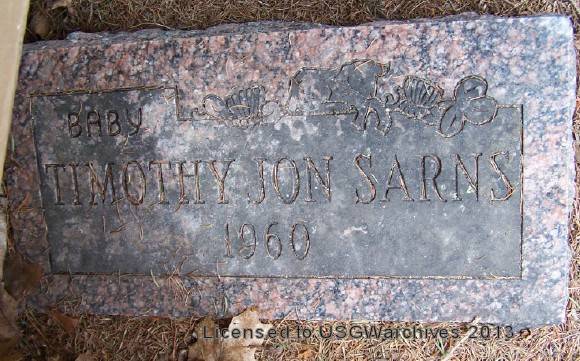 BABY
TIMOTHY JON SARNS
1960
Licensed to USGWarchives 2013